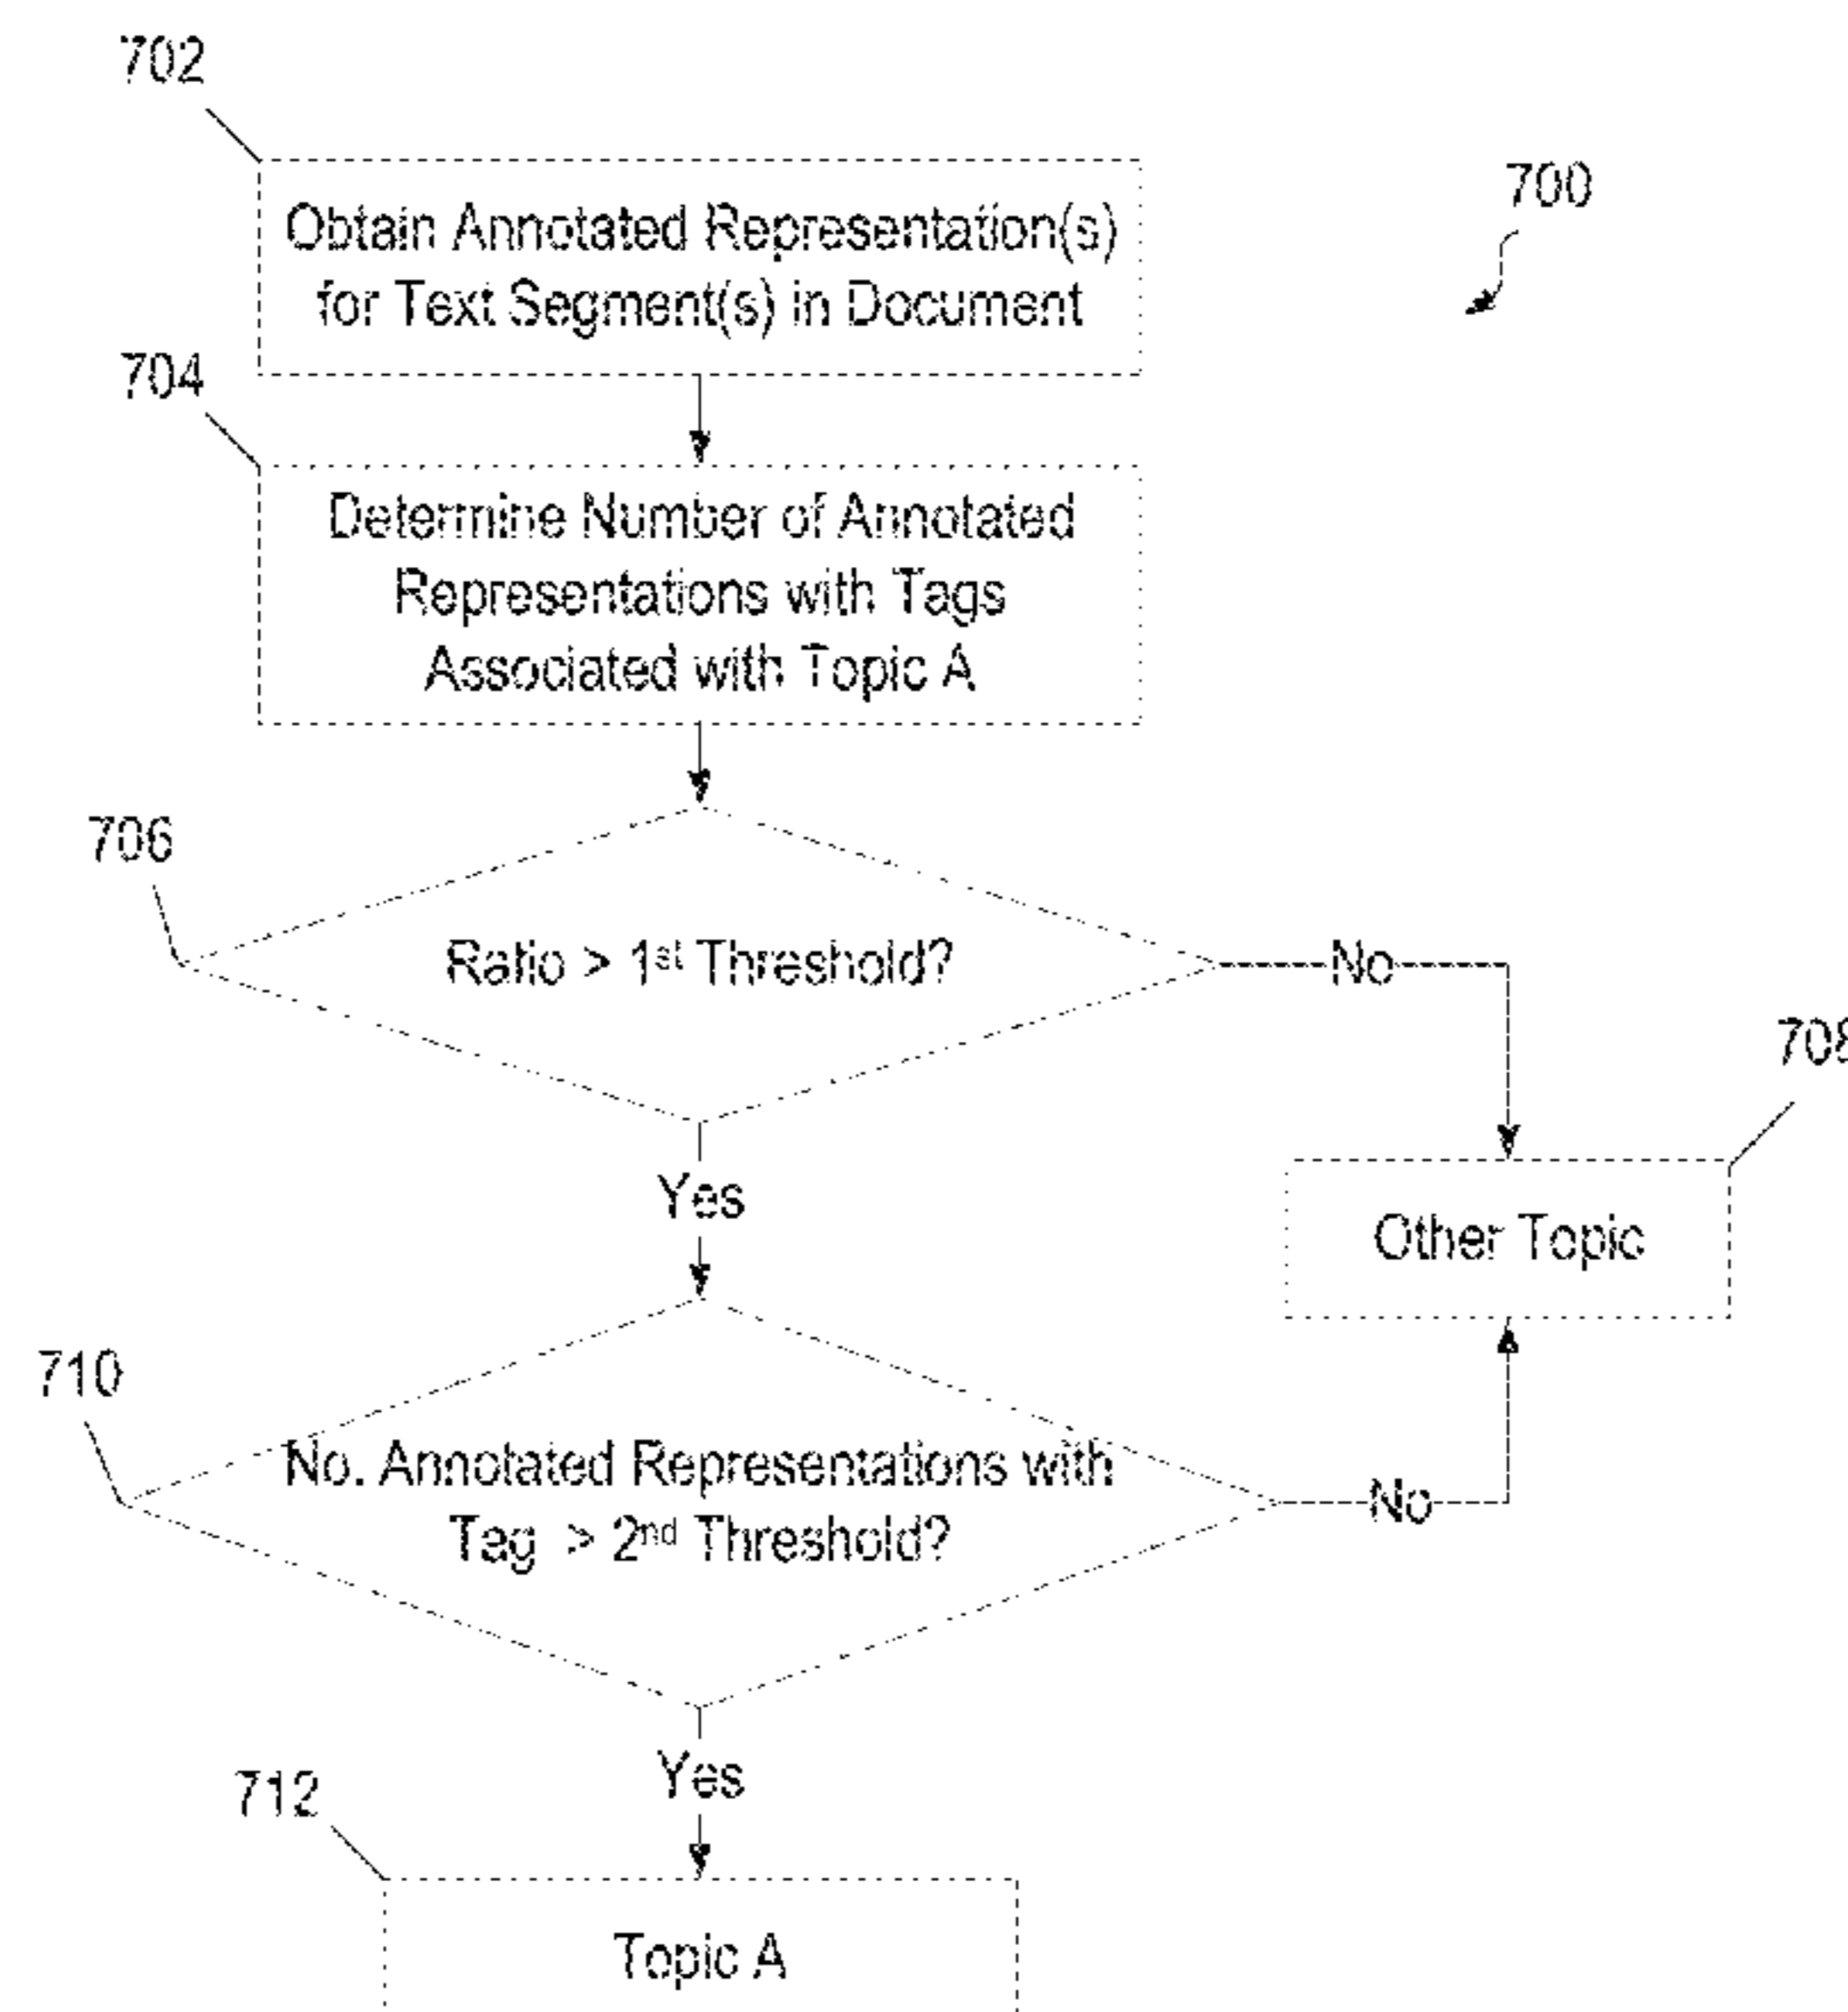 702
700
Obtain Annotated Representation(s)
for Text Segment(s) in Document
704
Determine Number of Annotated
Representations with Tags
Associated with Topic A
706
Ratio > 1st Threshold?
No
708
Yes
Other Topic
710
No. Annotated Representations with
Tag > 2nd Threshold?
No
Yes
712
Topic A